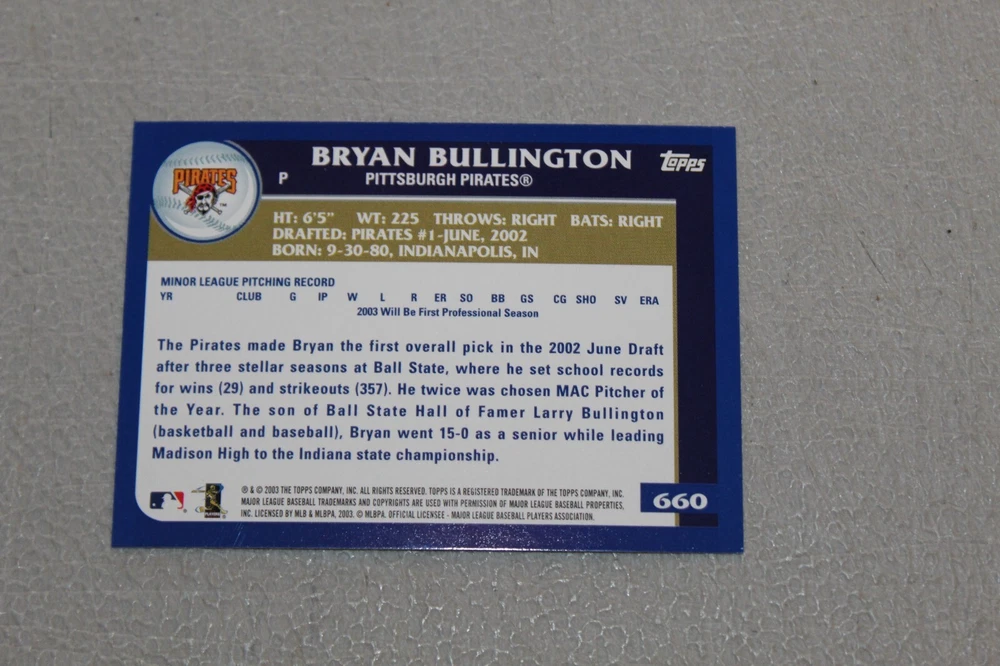 PIRATES
BRYAN BULLINGTON
topps
P
PITTSBURGH PIRATES®
HT: 6'5" WT: 225 THROWS: RIGHT BATS: RIGHT
DRAFTED: PIRATES #1-JUNE, 2002
BORN: 9-30-80, INDIANAPOLIS, IN
MINOR LEAGUE PITCHING RECORD
YR CLUB G IP W L R ER SO BB GS CG SHO SV ERA
2003 Will Be First Professional Season
The Pirates made Bryan the first overall pick in the 2002 June Draft
after three stellar seasons at Ball State, where he set school records
for wins (29) and strikeouts (357). He twice was chosen MAC Pitcher of
the Year. The son of Ball State Hall of Famer Larry Bullington
(basketball and baseball), Bryan went 15-0 as a senior while leading
Madison High to the Indiana state championship.
® & © 2003 THE TOPPS COMPANY, INC. ALL RIGHTS RESERVED. TOPPS IS A REGISTERED TRADEMARK OF THE TOPPS COMPANY, INC.
MAJOR LEAGUE BASEBALL TRADEMARKS AND COPYRIGHTS ARE USED WITH PERMISSION OF MAJOR LEAGUE BASEBALL PROPERTIES,
INC. LICENSED BY MLB & MLBPA, 2003. © MLBPA. OFFICIAL LICENSEE - MAJOR LEAGUE BASEBALL PLAYERS ASSOCIATION.
660